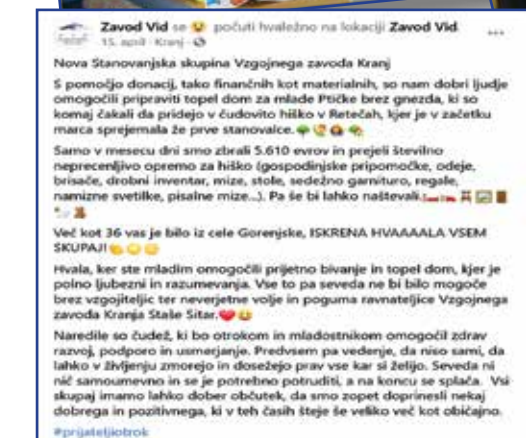 Zavod Vid se 😍 počuti hvaležno na lokaciji Zavod Vid.
15. april · Kranj ·
Nova Stanovanjska skupina Vzgojnega zavoda Kranj
S pomočjo donacij, tako finančnih kot materialnih, so nam dobri ljudje
omogočili pripraviti topel dom za mlade Ptičke brez gnezda, ki so
komaj čakali da pridejo v čudovito hiško v Retečah, kjer je v začetku
marca sprejemala že prve stanovalce.
Samo v mesecu dni smo zbrali 5.610 evrov in prejeli številno
neprecenljivo opremo za hiško (gospodinjske pripomočke, odeje,
brisače, drobni inventar, mize, stole, sedežno garnituro, regale,
namizne svetilke, pisalne mize...). Pa še bi lahko naštevali.
Več kot 36 vas je bilo iz cele Gorenjske, ISKRENA HVAAAALA VSEM
SKUPAJ!
Hvala, ker ste mladim omogočili prijetno bivanje in topel dom, kjer je
polno ljubezni in razumevanja. Vse to pa seveda ne bi bilo mogoče
brez vzgojiteljic ter neverjetne volje in poguma ravnateljice Vzgojnega
zavoda Kranja Staše Sitar.
Naredile so čudež, ki bo otrokom in mladostnikom omogočil zdrav
razvoj, podporo in usmerjanje. Predvsem pa vedenje, da niso sami, da
lahko v življenju zmorejo in dosežejo prav vse kar si želijo. Seveda ni
nič samoumevno in se je potrebno potruditi, a na koncu se splača. Vsi
skupaj imamo lahko dober občutek, da smo zopet doprinesli nekaj
dobrega in pozitivnega, ki v teh časih šteje še veliko več kot običajno.
#prijateljiotrok